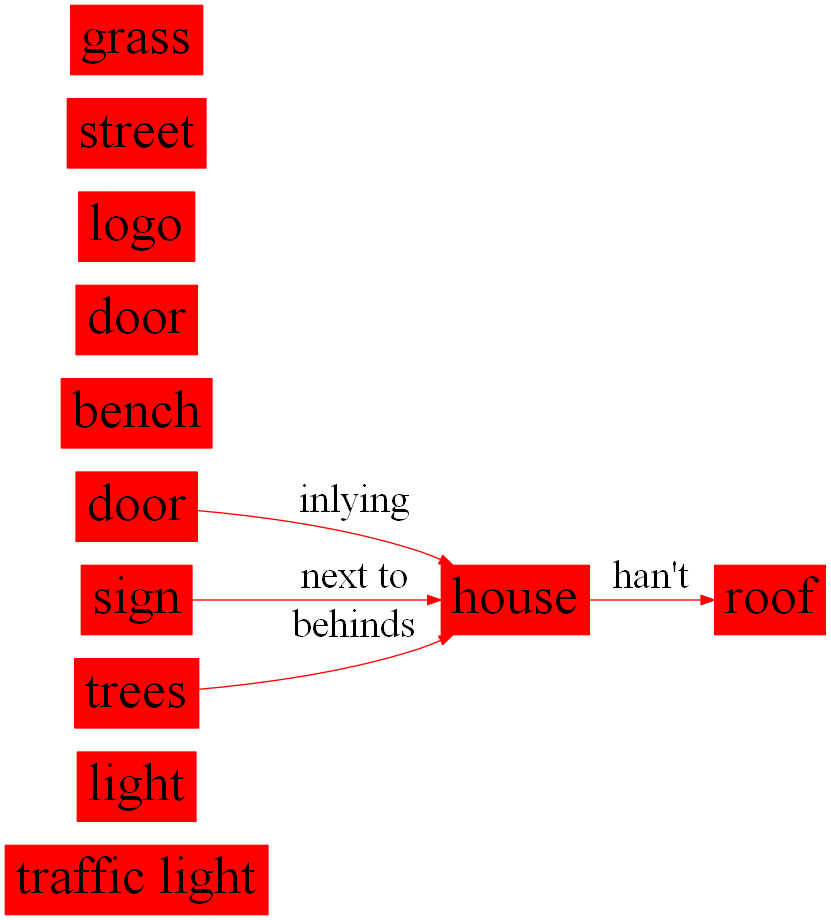 grass
street
logo
door
bench
door
inlying
sign
next to
house
han't
roof
behinds
trees
light
traffic light